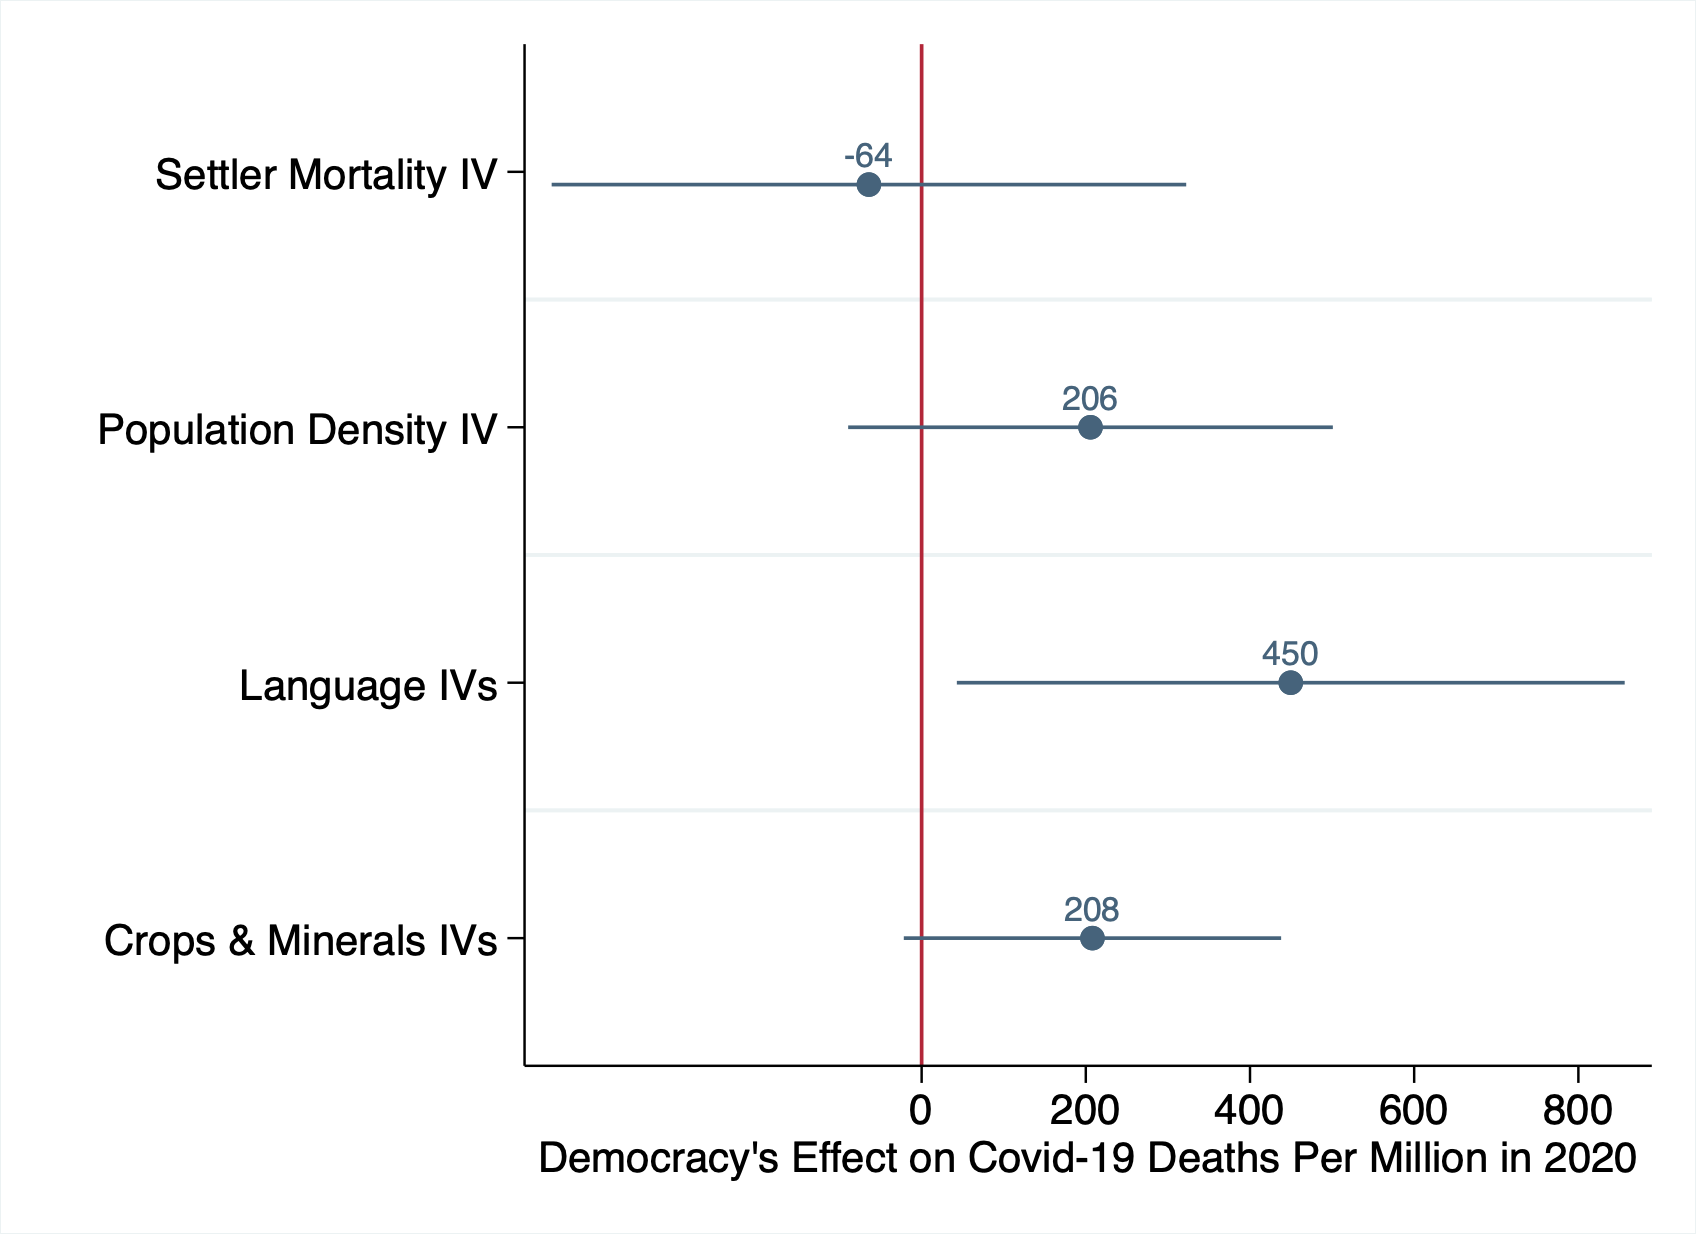 Settler Mortality IV
-64
Population Density IV
206
Language IVs
450
Crops & Minerals IVs
208
0 200 400 600 800
Democracy's Effect on Covid-19 Deaths Per Million in 2020